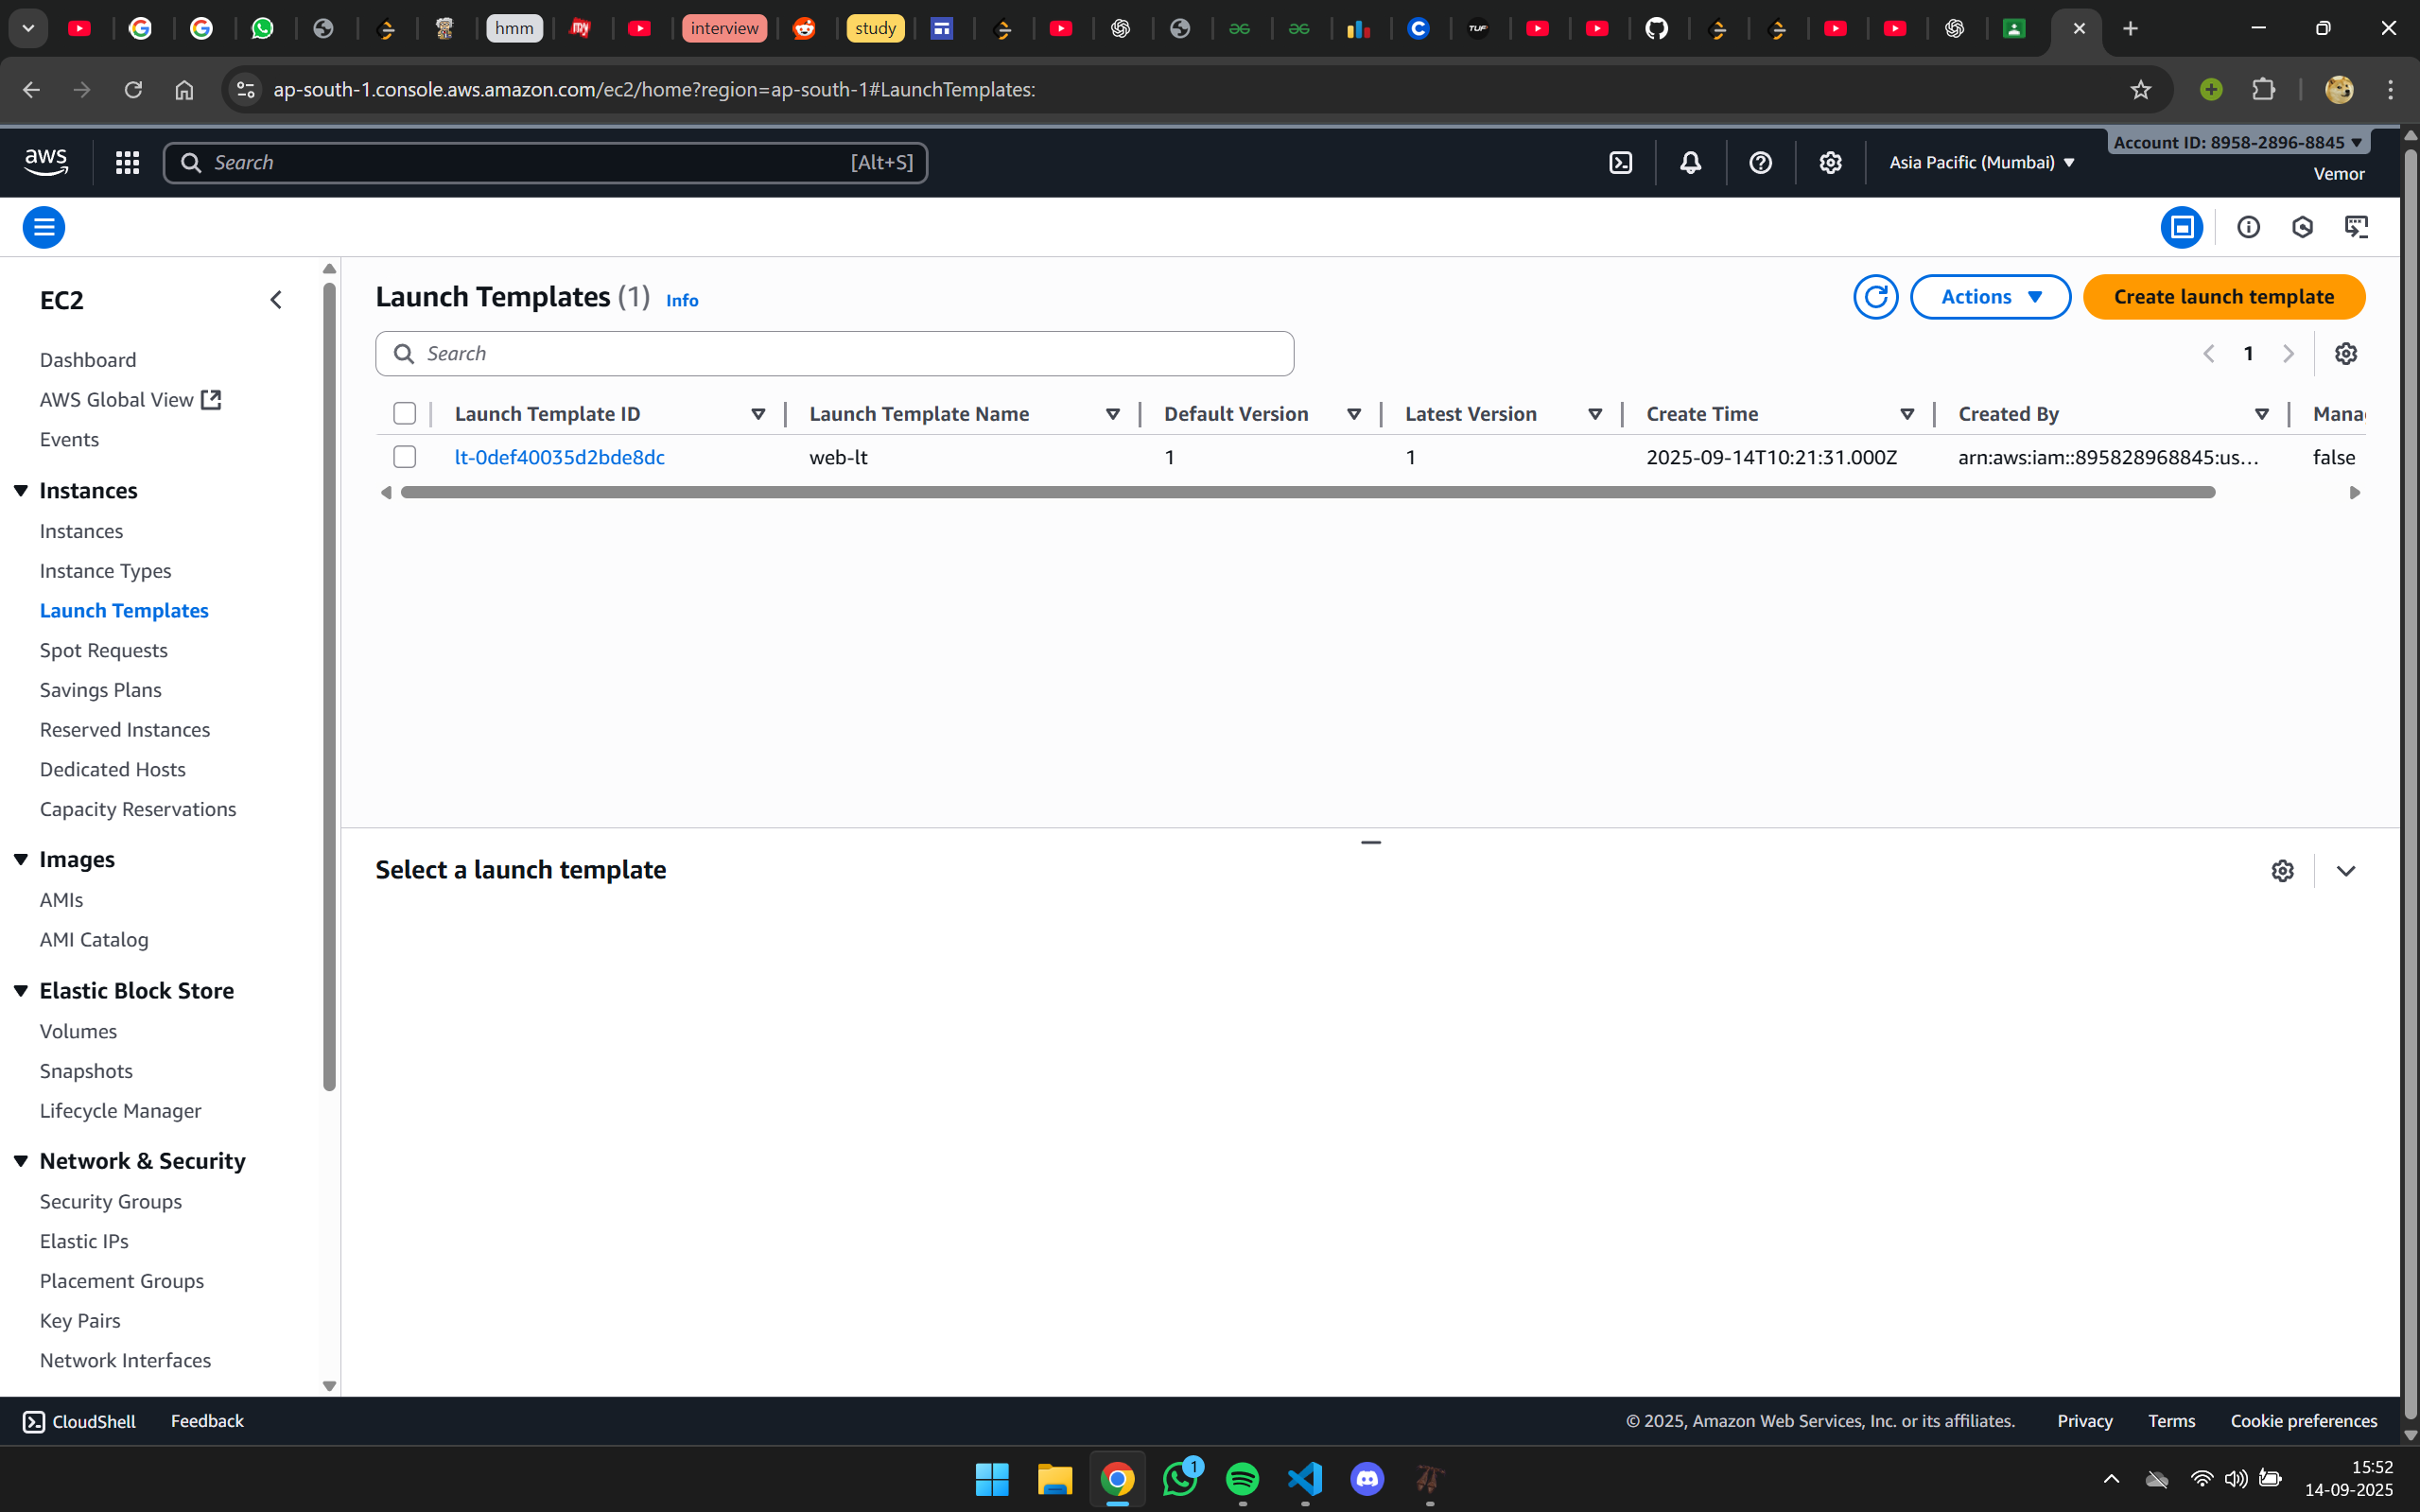 hmm
interview
study
ap-south-1.console.aws.amazon.com/ec2/home?region=ap-south-1#LaunchTemplates:
aws
Search
[Alt+S]
Asia Pacific (Mumbai)
Account ID: 8958-2896-8845
Vemor
EC2
Dashboard
AWS Global View
Events
Instances
Instances
Instance Types
Launch Templates
Spot Requests
Savings Plans
Reserved Instances
Dedicated Hosts
Capacity Reservations
Images
AMIs
AMI Catalog
Elastic Block Store
Volumes
Snapshots
Lifecycle Manager
Network & Security
Security Groups
Elastic IPs
Placement Groups
Key Pairs
Network Interfaces
Launch Templates (1) Info
Actions
Create launch template
Search
1
Launch Template ID Launch Template Name Default Version Latest Version Create Time Created By Mana
lt-0def40035d2bde8dc web-lt 1 1 2025-09-14T10:21:31.000Z arn:aws:iam::895828968845:us... false
Select a launch template
CloudShell Feedback © 2025, Amazon Web Services, Inc. or its affiliates. Privacy Terms Cookie preferences
1
15:52
14-09-2025